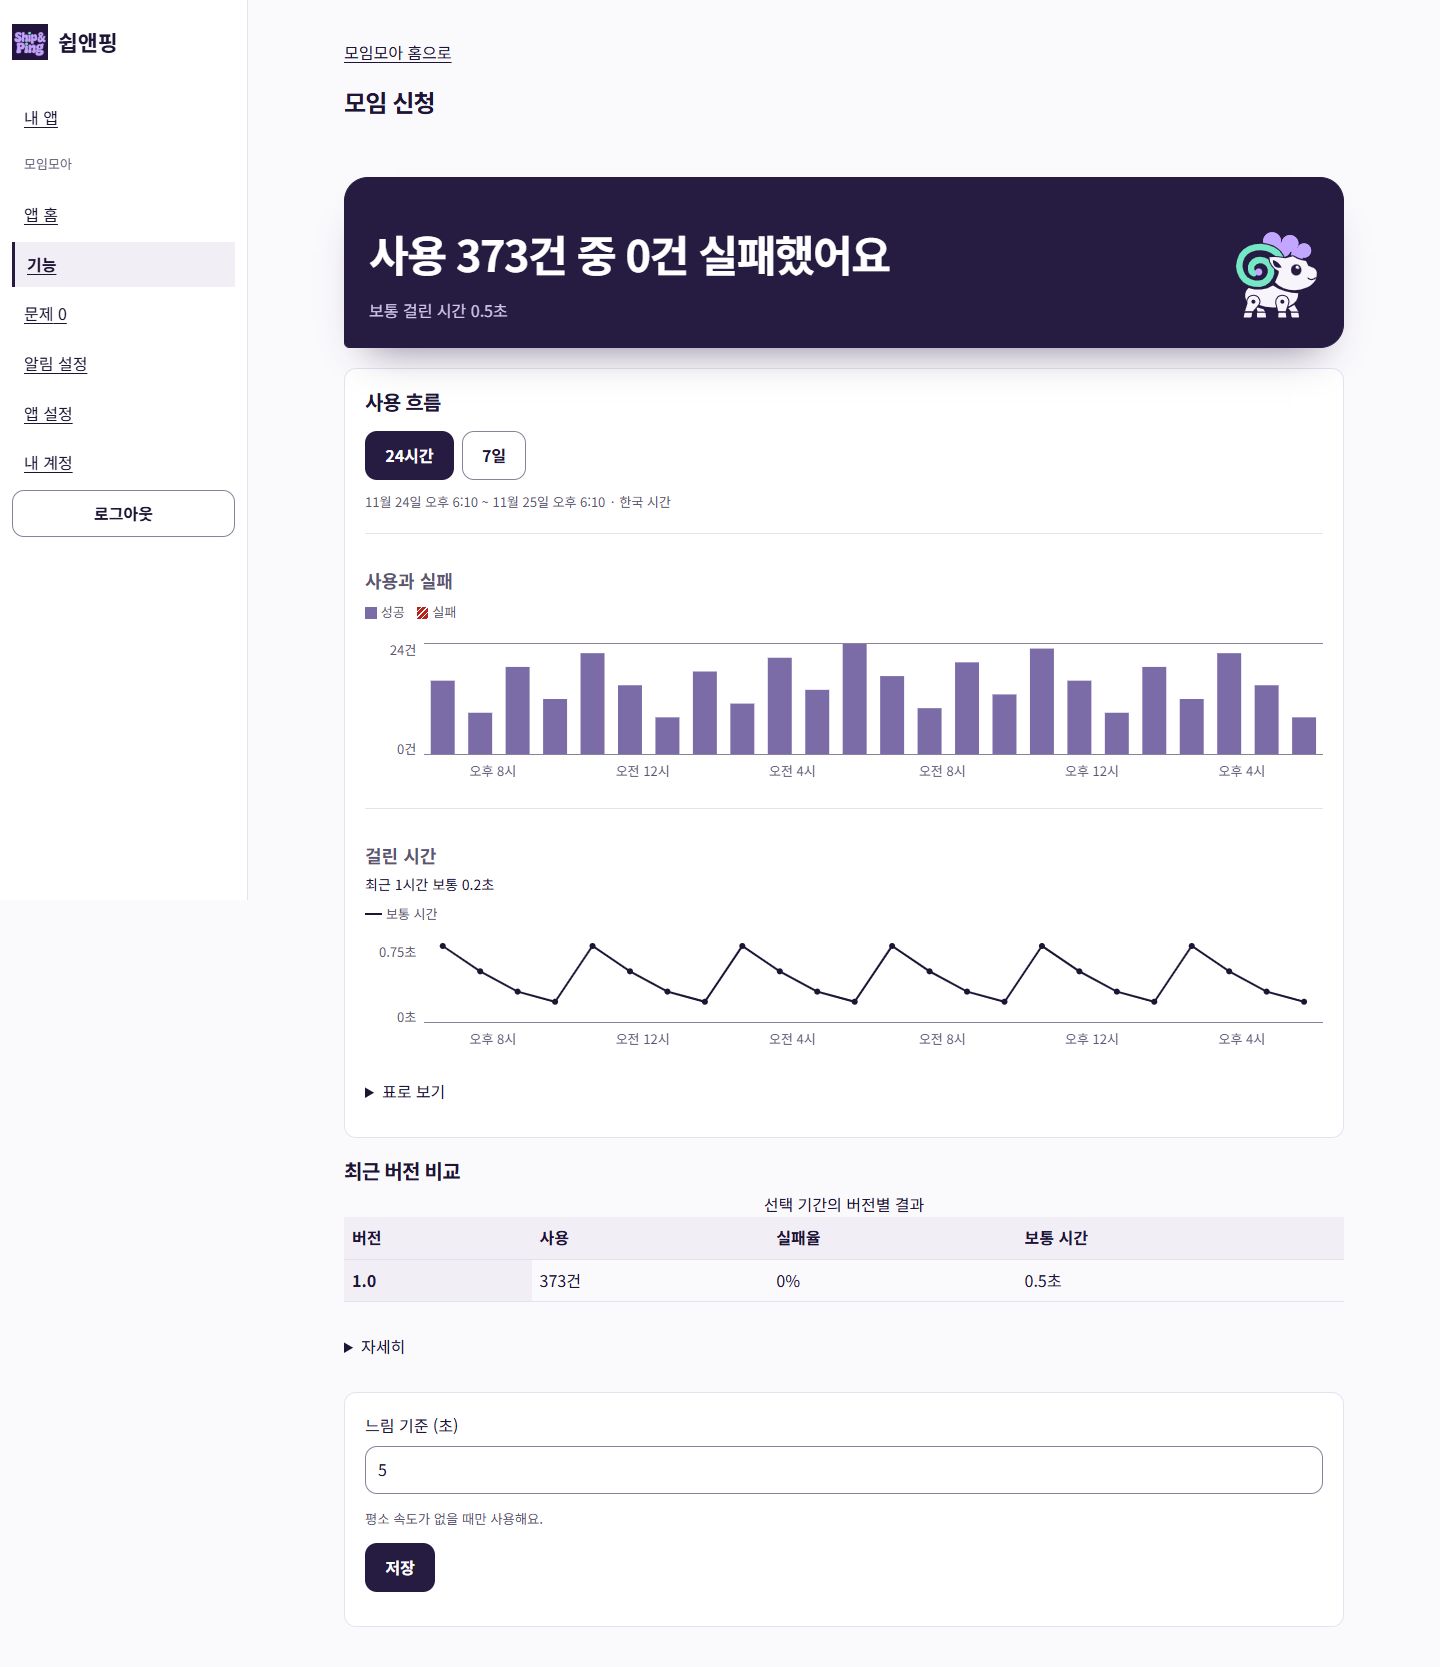 Ship&
Ping
쉽앤핑
내 앱
모임모아
앱 홈
기능
문제 0
알림 설정
앱 설정
내 계정
로그아웃
모임모아 홈으로
모임 신청
사용 373건 중 0건 실패했어요
보통 걸린 시간 0.5초
사용 흐름
24시간 7일
11월 24일 오후 6:10 ~ 11월 25일 오후 6:10 · 한국 시간
사용과 실패
성공 실패
24건
0건
오후 8시 오전 12시 오전 4시 오전 8시 오후 12시 오후 4시
걸린 시간
최근 1시간 보통 0.2초
보통 시간
0.75초
0초
오후 8시 오전 12시 오전 4시 오전 8시 오후 12시 오후 4시
▶ 표로 보기
최근 버전 비교
선택 기간의 버전별 결과
버전 사용 실패율 보통 시간
1.0 373건 0% 0.5초
▶ 자세히
느림 기준 (초)
5
평소 속도가 없을 때만 사용해요.
저장